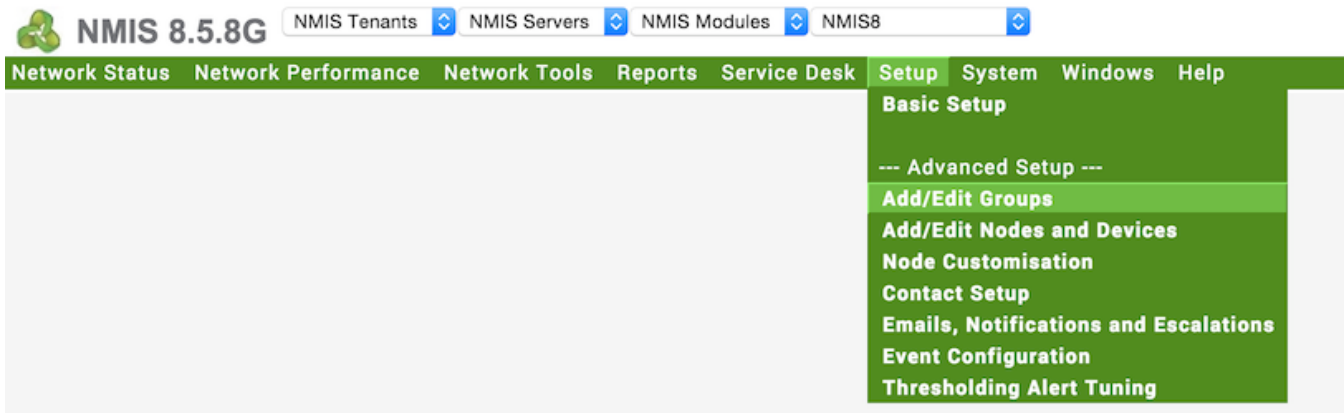 NMIS 8.5.8G NMIS Tenants NMIS Servers NMIS Modules NMIS8
Network Status Network Performance Network Tools Reports Service Desk Setup System Windows Help
Basic Setup
--- Advanced Setup ---
Add/Edit Groups
Add/Edit Nodes and Devices
Node Customisation
Contact Setup
Emails, Notifications and Escalations
Event Configuration
Thresholding Alert Tuning